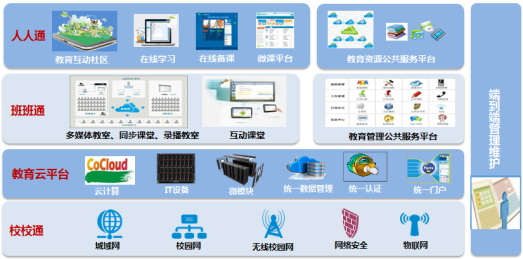 人人通
教育互动社区
在线学习
在线备课
微课平台
教育资源公共服务平台
班班通
多媒体教室、同步课堂、录播教室
互动课堂
教育管理公共服务平台
教育云平台
CoCloud
云计算
IT设备
微模块
统一数据管理
统一认证
统一门户
校校通
城域网
校园网
无线校园网
网络安全
物联网
端到端管理维护